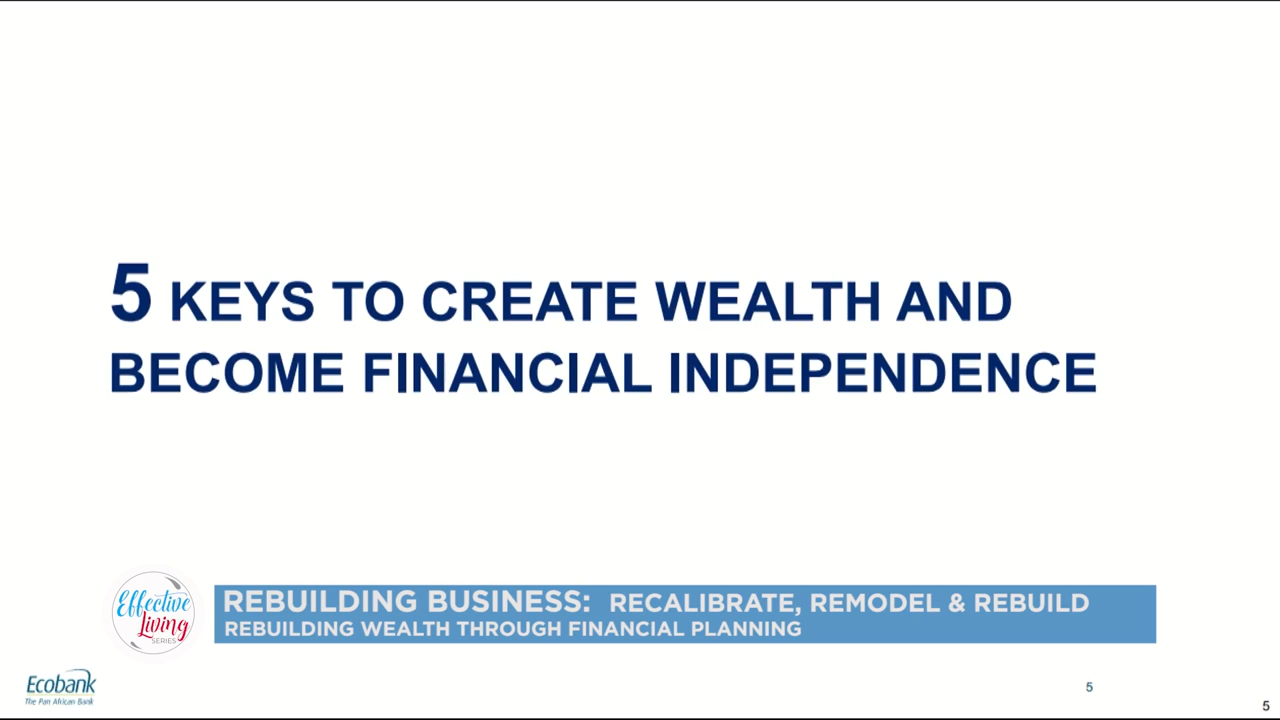 5 KEYS TO CREATE WEALTH AND
BECOME FINANCIAL INDEPENDENCE
Effective
Living
SERIES
REBUILDING BUSINESS: RECALIBRATE, REMODEL & REBUILD
REBUILDING WEALTH THROUGH FINANCIAL PLANNING
Ecobank
The Pan African Bank
5
5